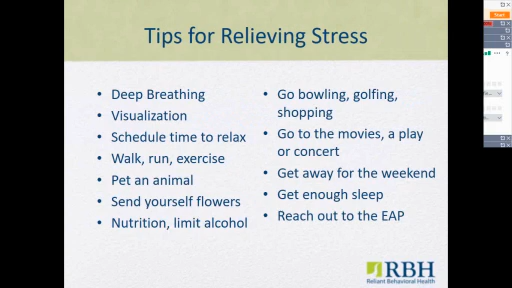 Tips for Relieving Stress
• Deep Breathing
• Visualization
• Schedule time to relax
• Walk, run, exercise
• Pet an animal
• Send yourself flowers
• Nutrition, limit alcohol
• Go bowling, golfing,
shopping
• Go to the movies, a play
or concert
• Get away for the weekend
• Get enough sleep
• Reach out to the EAP
RBH
Reliant Behavioral Health
Start